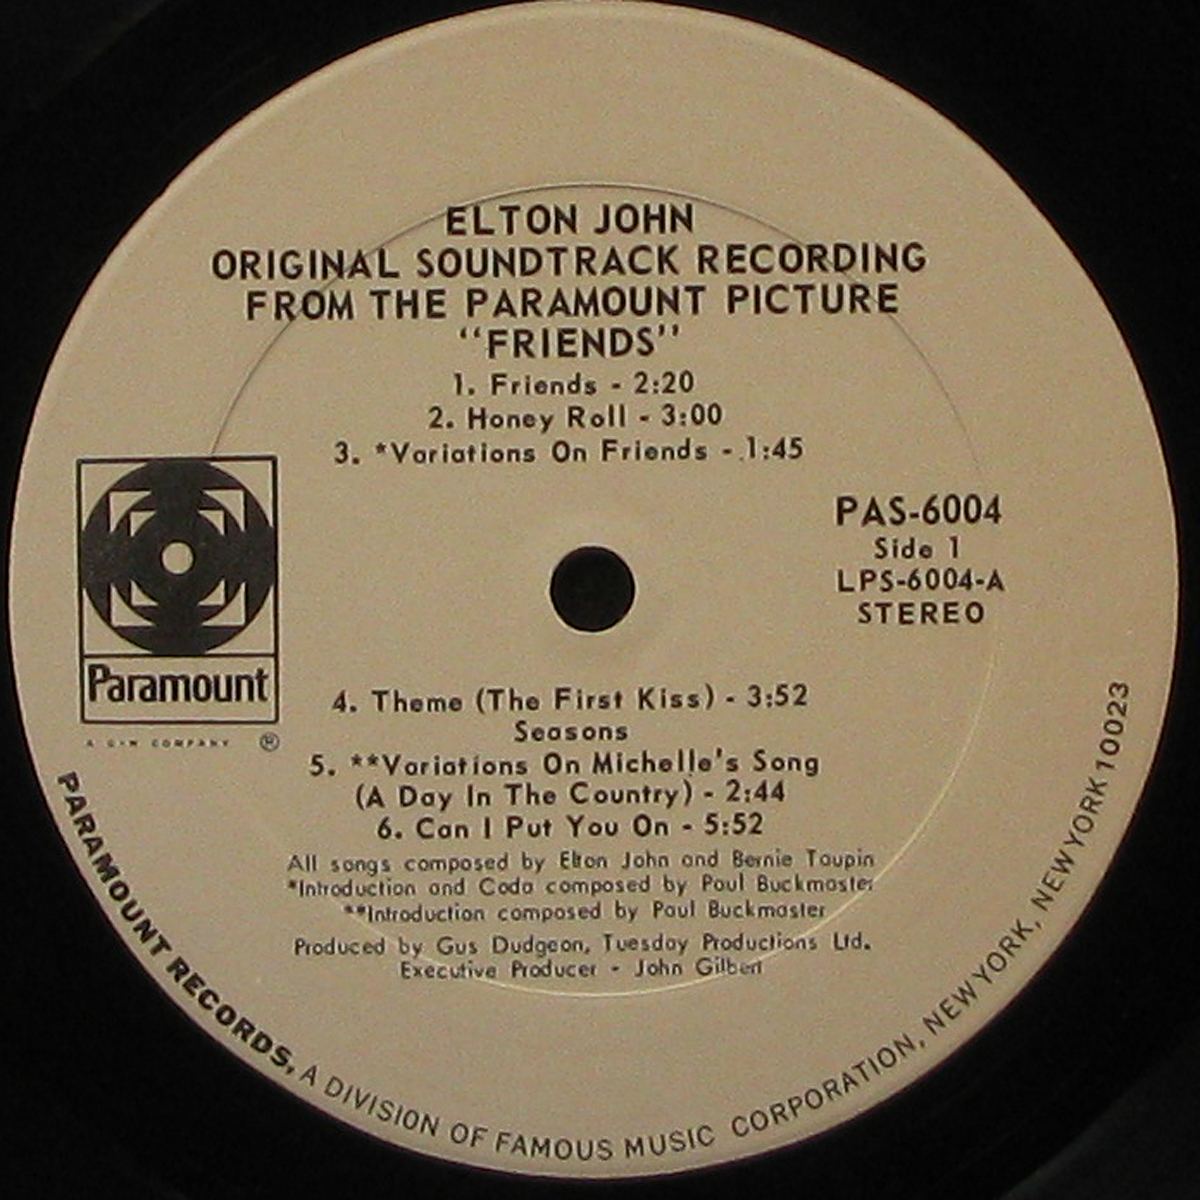 ELTON JOHN
ORIGINAL SOUNDTRACK RECORDING
FROM THE PARAMOUNT PICTURE
"FRIENDS"
1. Friends - 2:20
2. Honey Roll - 3:00
3. *Variations On Friends - 1:45
PAS-6004
Side 1
LPS-6004-A
STEREO
Paramount
A G+W COMPANY ®
4. Theme (The First Kiss) - 3:52
Seasons
5. **Variations On Michelle's Song
(A Day In The Country) - 2:44
6. Can I Put You On - 5:52
All songs composed by Elton John and Bernie Taupin
*Introduction and Coda composed by Paul Buckmaster
**Introduction composed by Paul Buckmaster
Produced by Gus Dudgeon, Tuesday Productions Ltd.
Executive Producer - John Gilbert
PARAMOUNT RECORDS, A DIVISION OF FAMOUS MUSIC CORPORATION, NEW YORK, NEW YORK 10023